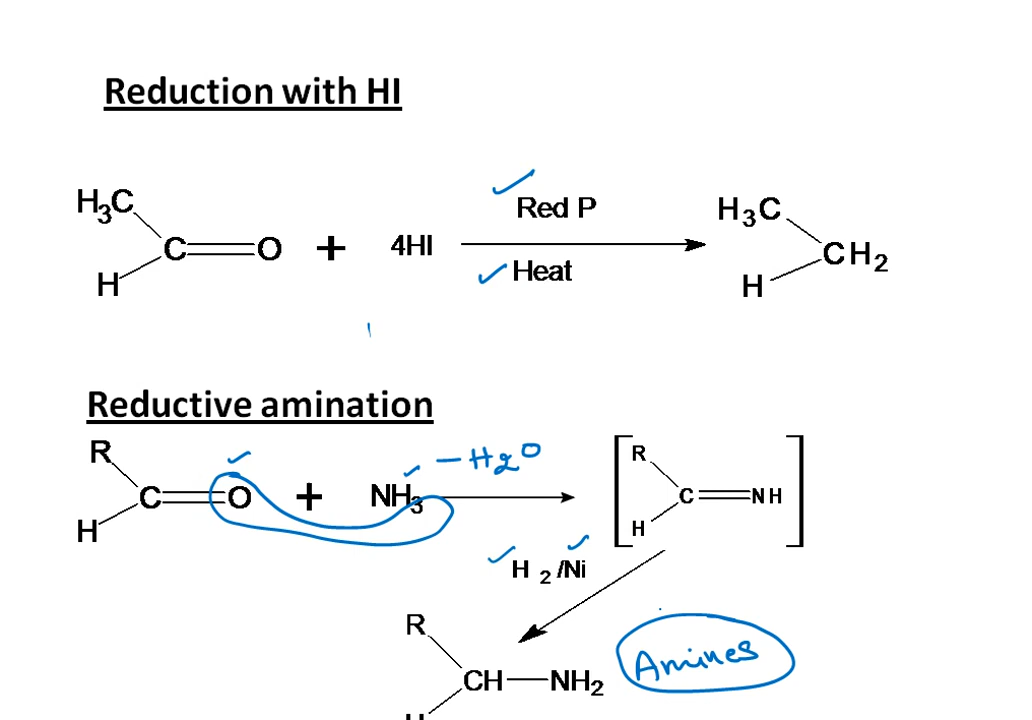 Reduction with HI
H3C
Red P
H3C
C=O + 4HI
CH2
Heat
H
H
Reductive amination
R
-H2O
R
C=O + NH3
C=NH
H
H
H2/Ni
R
Amines
CH-NH2
H